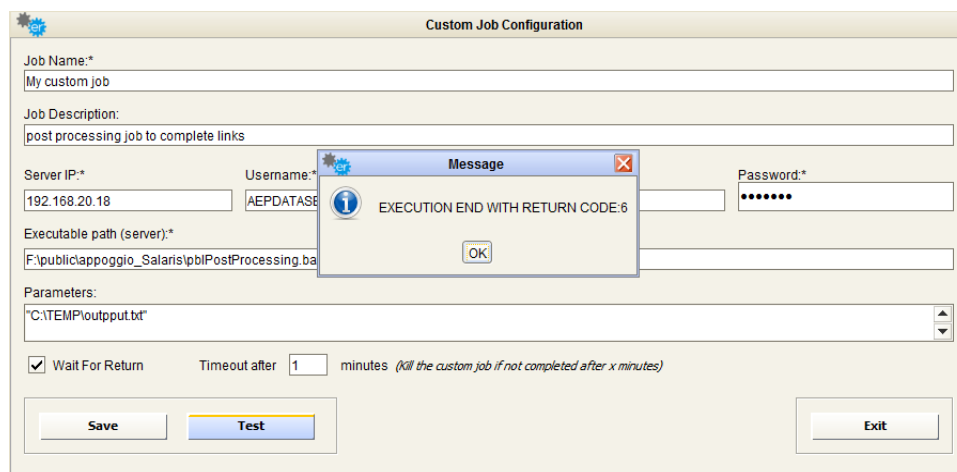 er
Custom Job Configuration
Job Name:*
My custom job
Job Description:
post processing job to complete links
er
Message
Server IP:*
Username:*
Password:*
192.168.20.18
AEPDATASE
•••••••
EXECUTION END WITH RETURN CODE:6
Executable path (server):*
OK
F:\public\appoggio_Salaris\pblPostProcessing.ba
Parameters:
"C:\TEMP\outpput.txt"
Wait For Return
Timeout after 1 minutes (Kill the custom job if not completed after x minutes)
Save
Test
Exit